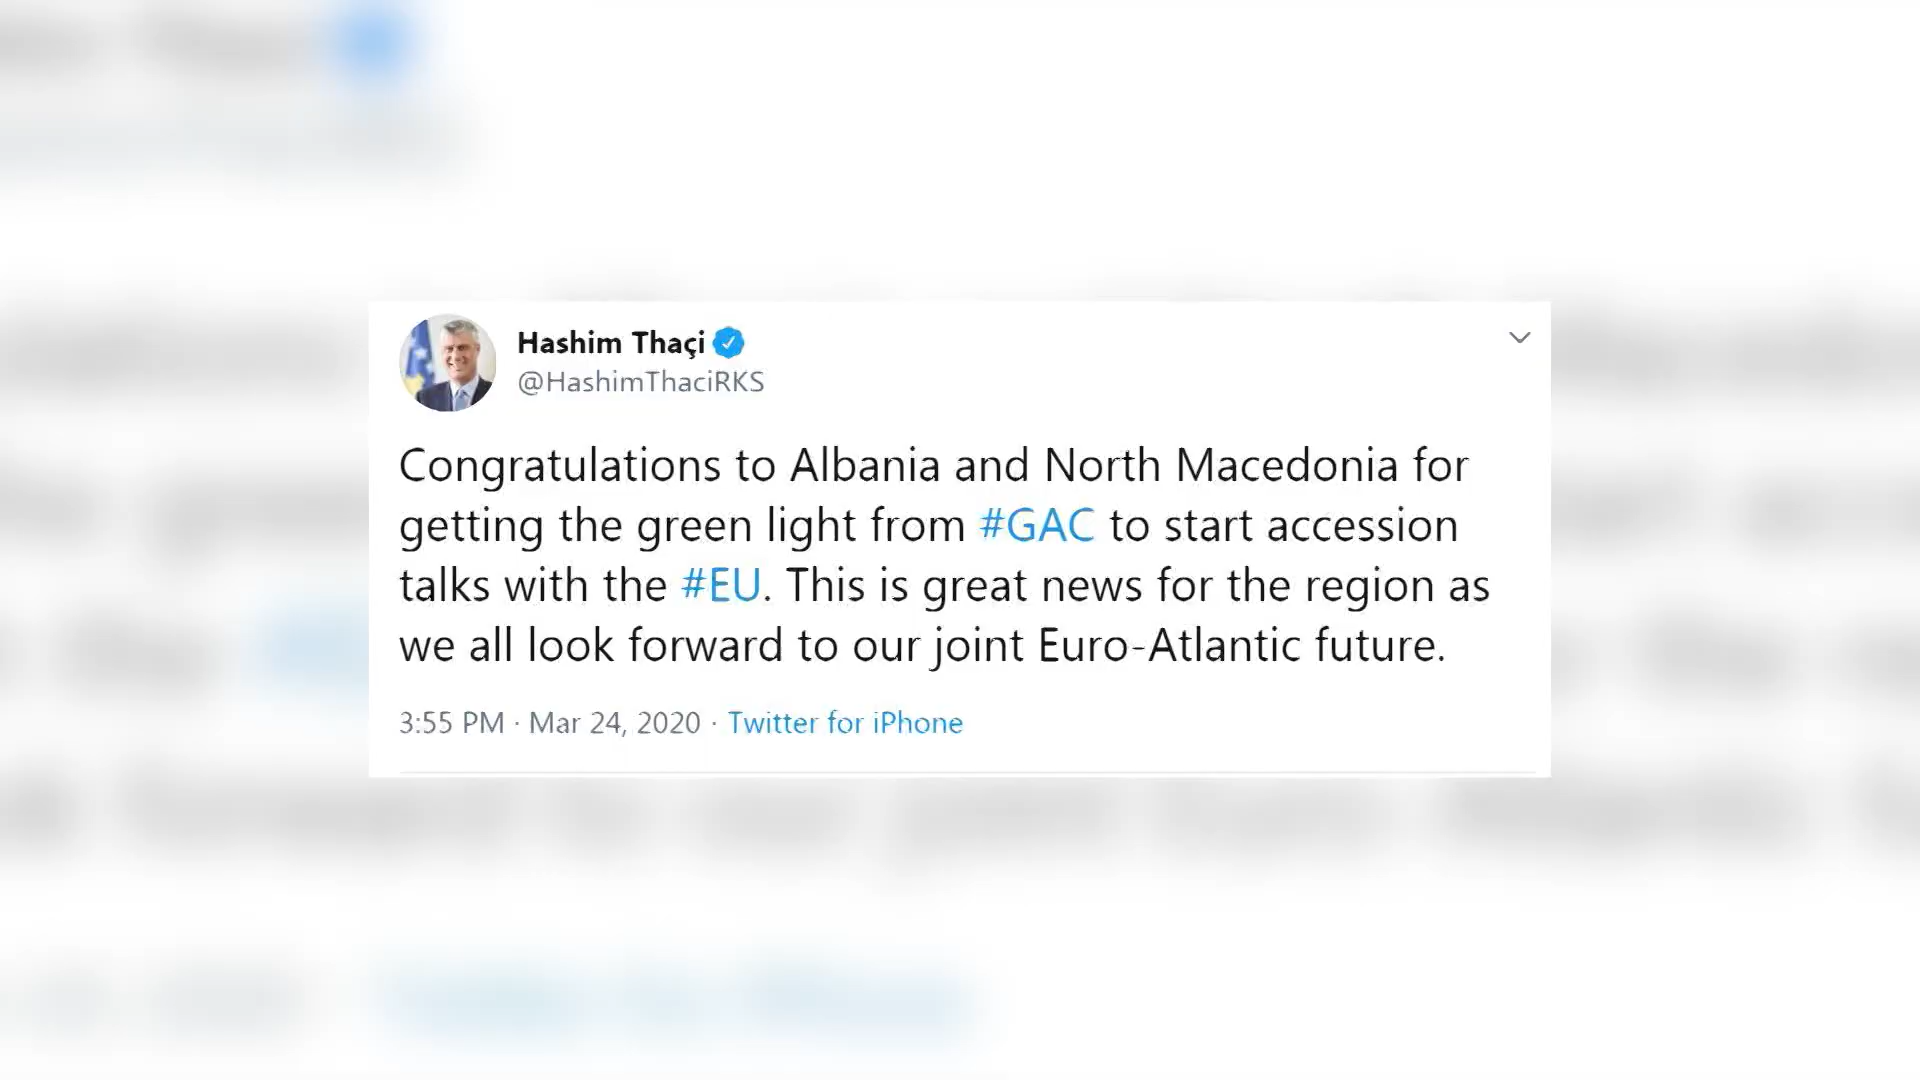 Hashim Thaçi
@HashimThaciRKS
Congratulations to Albania and North Macedonia for
getting the green light from #GAC to start accession
talks with the #EU. This is great news for the region as
we all look forward to our joint Euro-Atlantic future.
3:55 PM · Mar 24, 2020 · Twitter for iPhone